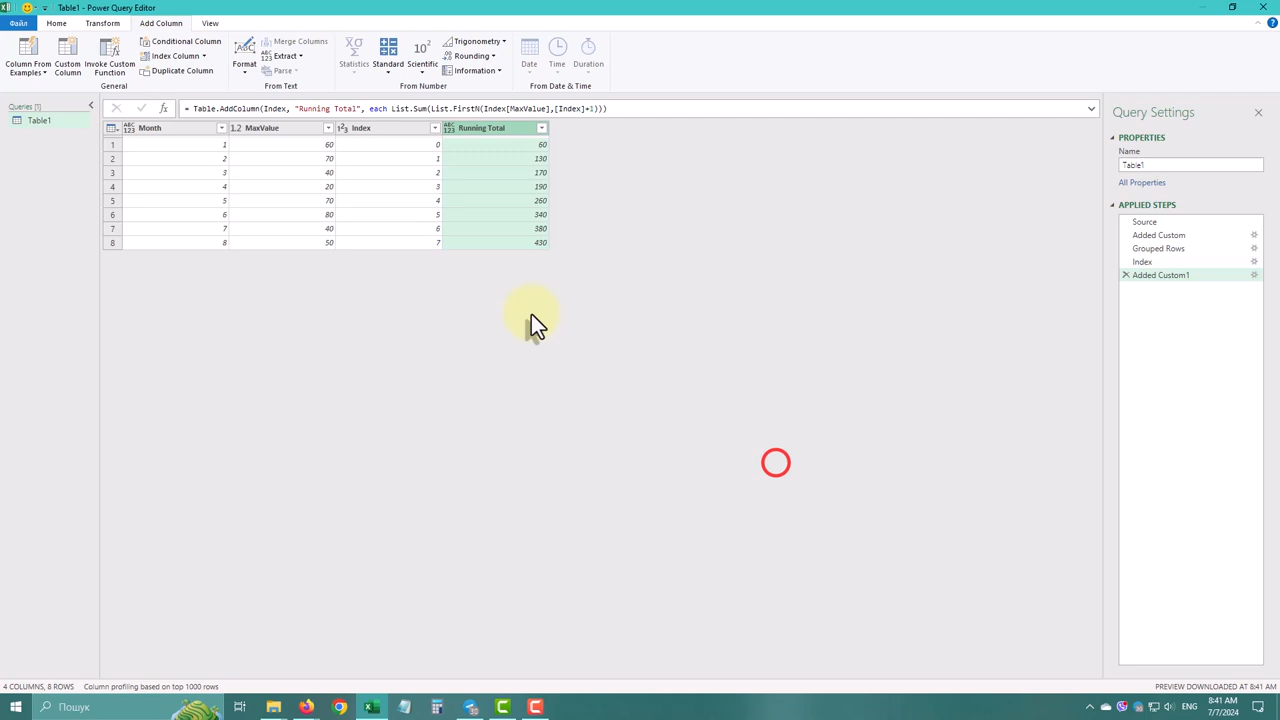 Table1 - Power Query Editor
Файл Home Transform Add Column View
Column From Examples
Custom Column
Invoke Custom Function
Conditional Column
Index Column
Duplicate Column
General
Format
Merge Columns
Extract
Parse
From Text
Statistics
Standard
Scientific
Trigonometry
Rounding
Information
From Number
Date
Time
Duration
From Date & Time
Queries [1]
Table1
= Table.AddColumn(Index, "Running Total", each List.Sum(List.FirstN(Index[MaxValue],[Index]+1)))
Month MaxValue Index Running Total
1 1 60 0 60
2 2 70 1 130
3 3 40 2 170
4 4 20 3 190
5 5 70 4 260
6 6 80 5 340
7 7 40 6 380
8 8 50 7 430
Query Settings
PROPERTIES
Name
Table1
All Properties
APPLIED STEPS
Source
Added Custom
Grouped Rows
Index
Added Custom1
4 COLUMNS, 8 ROWS Column profiling based on top 1000 rows
PREVIEW DOWNLOADED AT 8:41 AM
Пошук
ENG
8:41 AM
7/7/2024